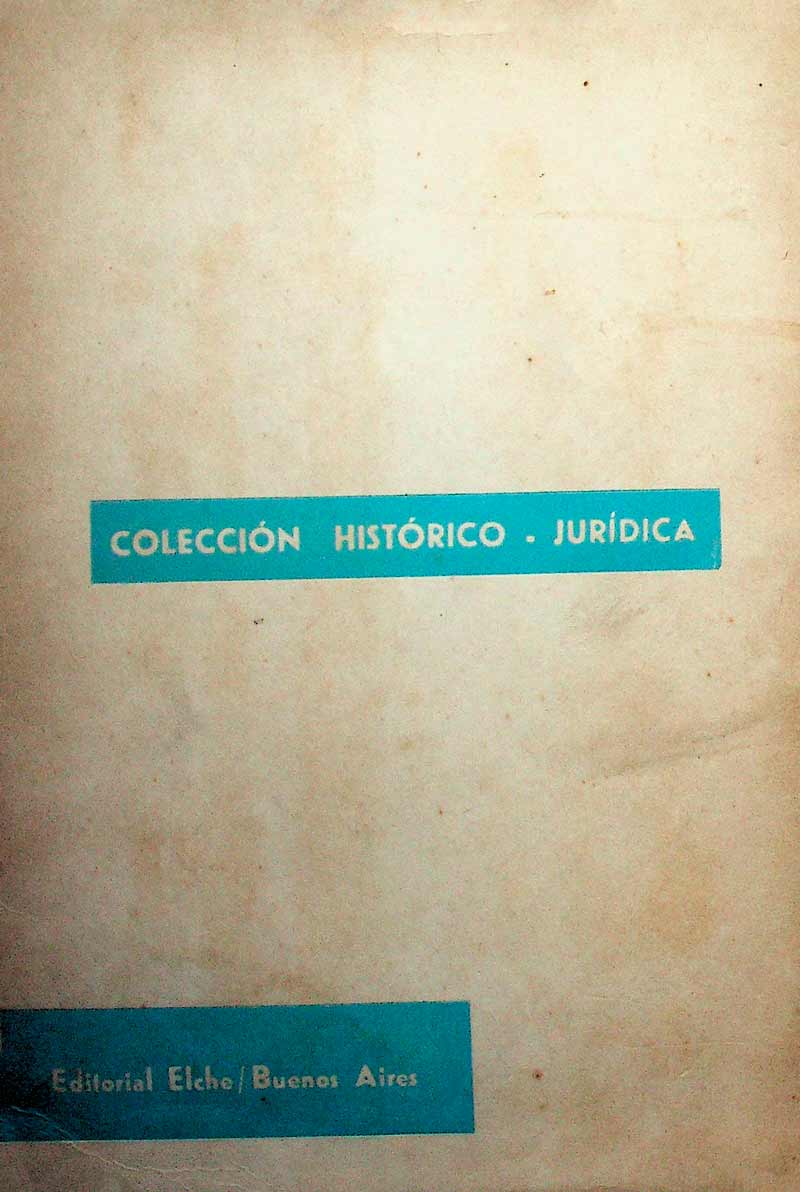 COLECCIÓN HISTÓRICO - JURÍDICA
Editorial Elche/Buenos Aires